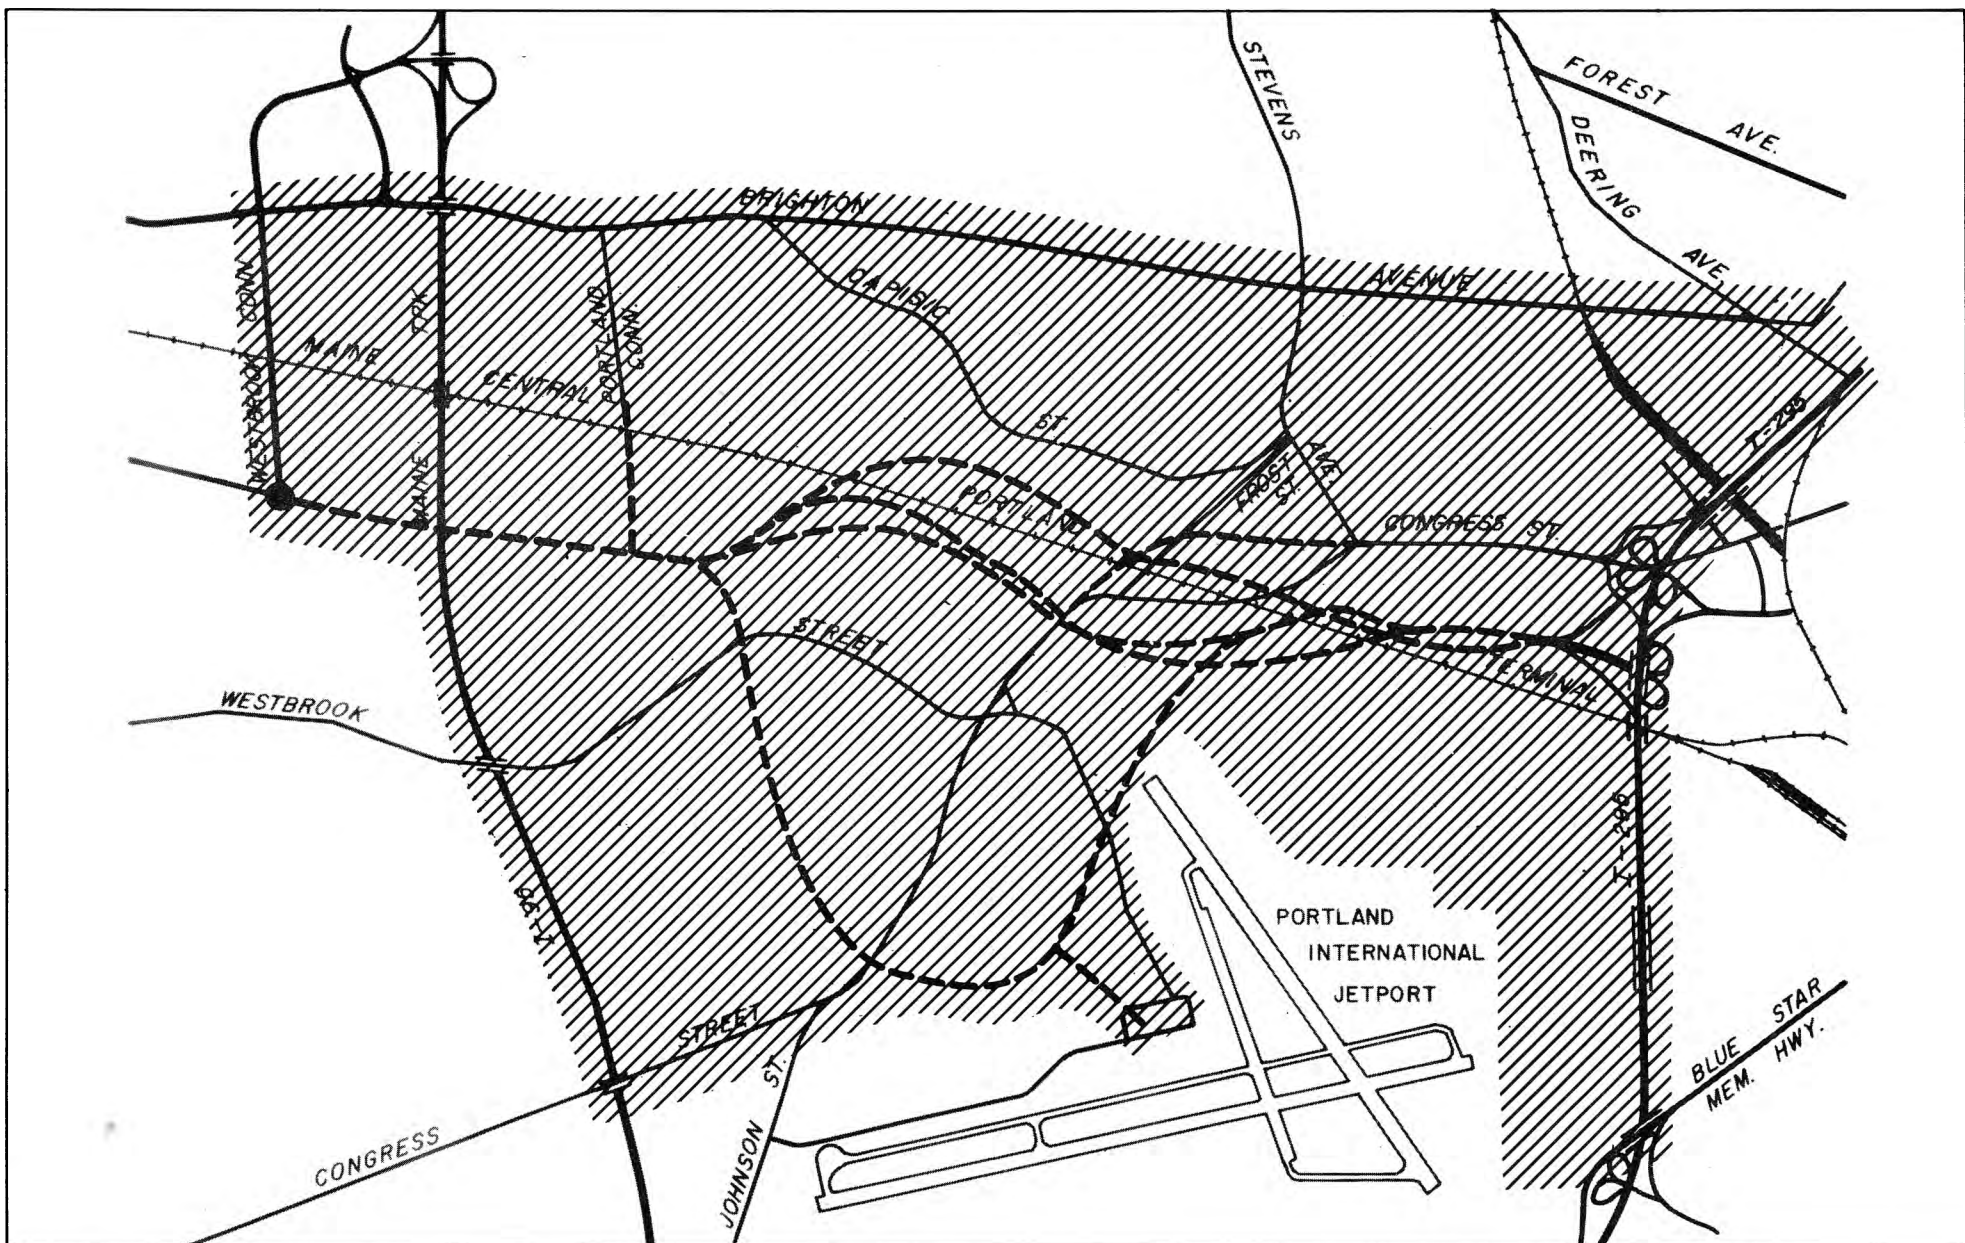 STEVENS
FOREST AVE.
DEERING AVE.
BRIGHTON AVENUE
WESTBROOK CONN
MAINE TRK
PORTLAND
CONN.
CAPISIC ST
MAINE CENTRAL
PORTLAND
TERMINAL
I-295
AVE.
FROST
ST.
CONGRESS ST.
WESTBROOK STREET
I-95
I-295
PORTLAND
INTERNATIONAL
JETPORT
CONGRESS STREET
JOHNSON ST.
BLUE STAR
MEM. HWY.